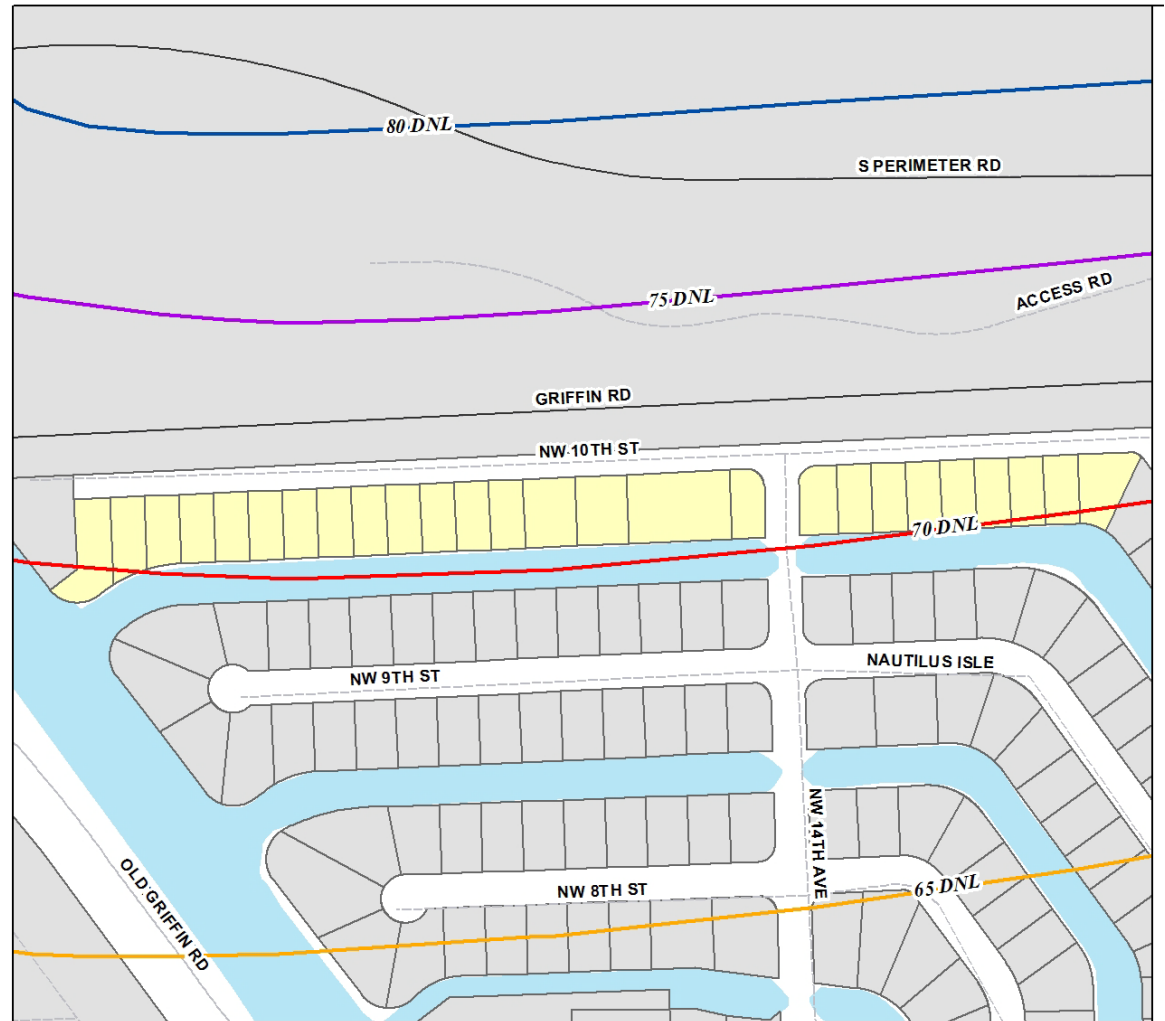 80 DNL
S PERIMETER RD
75 DNL
ACCESS RD
GRIFFIN RD
NW 10TH ST
70 DNL
NAUTILUS ISLE
NW 9TH ST
NW 14TH AVE
OLD GRIFFIN RD
NW 8TH ST
65 DNL